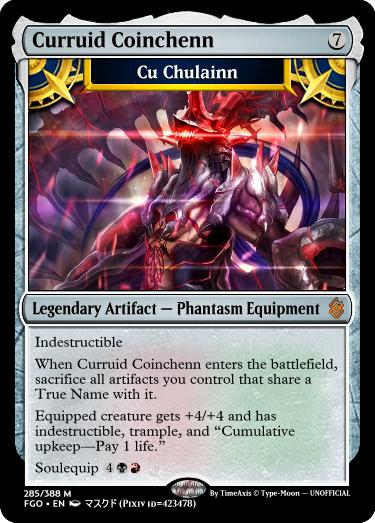 Curruid Coinchenn 7
Cu Chulainn
Legendary Artifact — Phantasm Equipment
Indestructible
When Curruid Coinchenn enters the battlefield,
sacrifice all artifacts you control that share a
True Name with it.
Equipped creature gets +4/+4 and has
indestructible, trample, and “Cumulative
upkeep—Pay 1 life.”
Soulequip 4
285/388 M
FGO • EN マスクド (PIXIV ID=423478)
By TimeAxis © Type-Moon — UNOFFICIAL